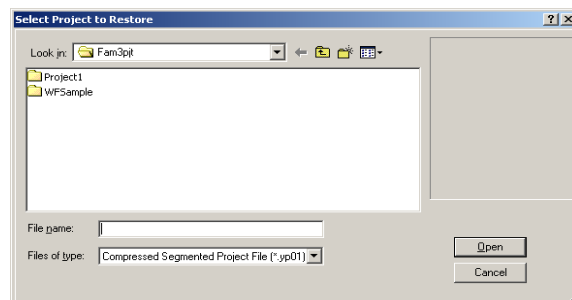 Select Project to Restore
Look in: Fam3pjt
Project1
WFSample
File name:
Files of type: Compressed Segmented Project File (*.yp01)
Open
Cancel